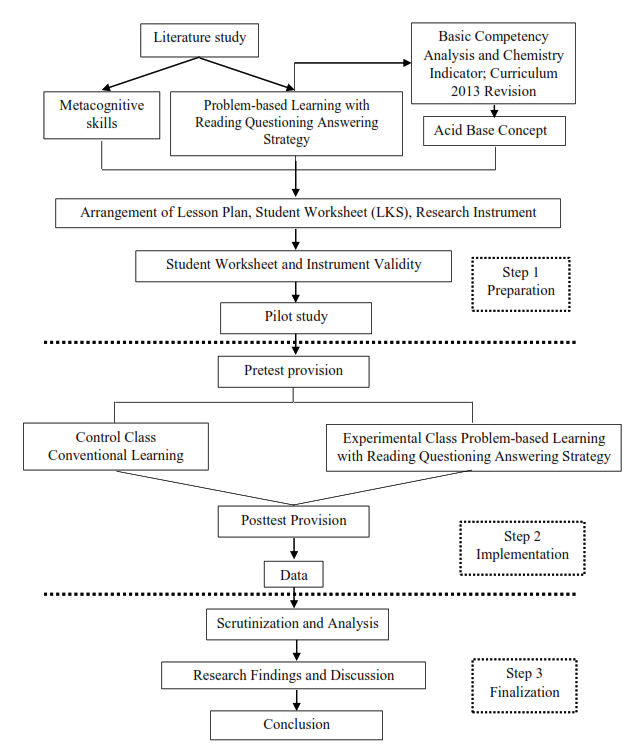 Literature study
Basic Competency
Analysis and Chemistry
Indicator; Curriculum
2013 Revision
Metacognitive
skills
Problem-based Learning with
Reading Questioning Answering
Strategy
Acid Base Concept
Arrangement of Lesson Plan, Student Worksheet (LKS), Research Instrument
Student Worksheet and Instrument Validity
Step 1
Preparation
Pilot study
Pretest provision
Control Class
Conventional Learning
Experimental Class Problem-based Learning
with Reading Questioning Answering Strategy
Posttest Provision
Step 2
Implementation
Data
Scrutinization and Analysis
Research Findings and Discussion
Step 3
Finalization
Conclusion